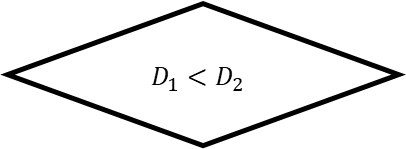 D₁ < D₂